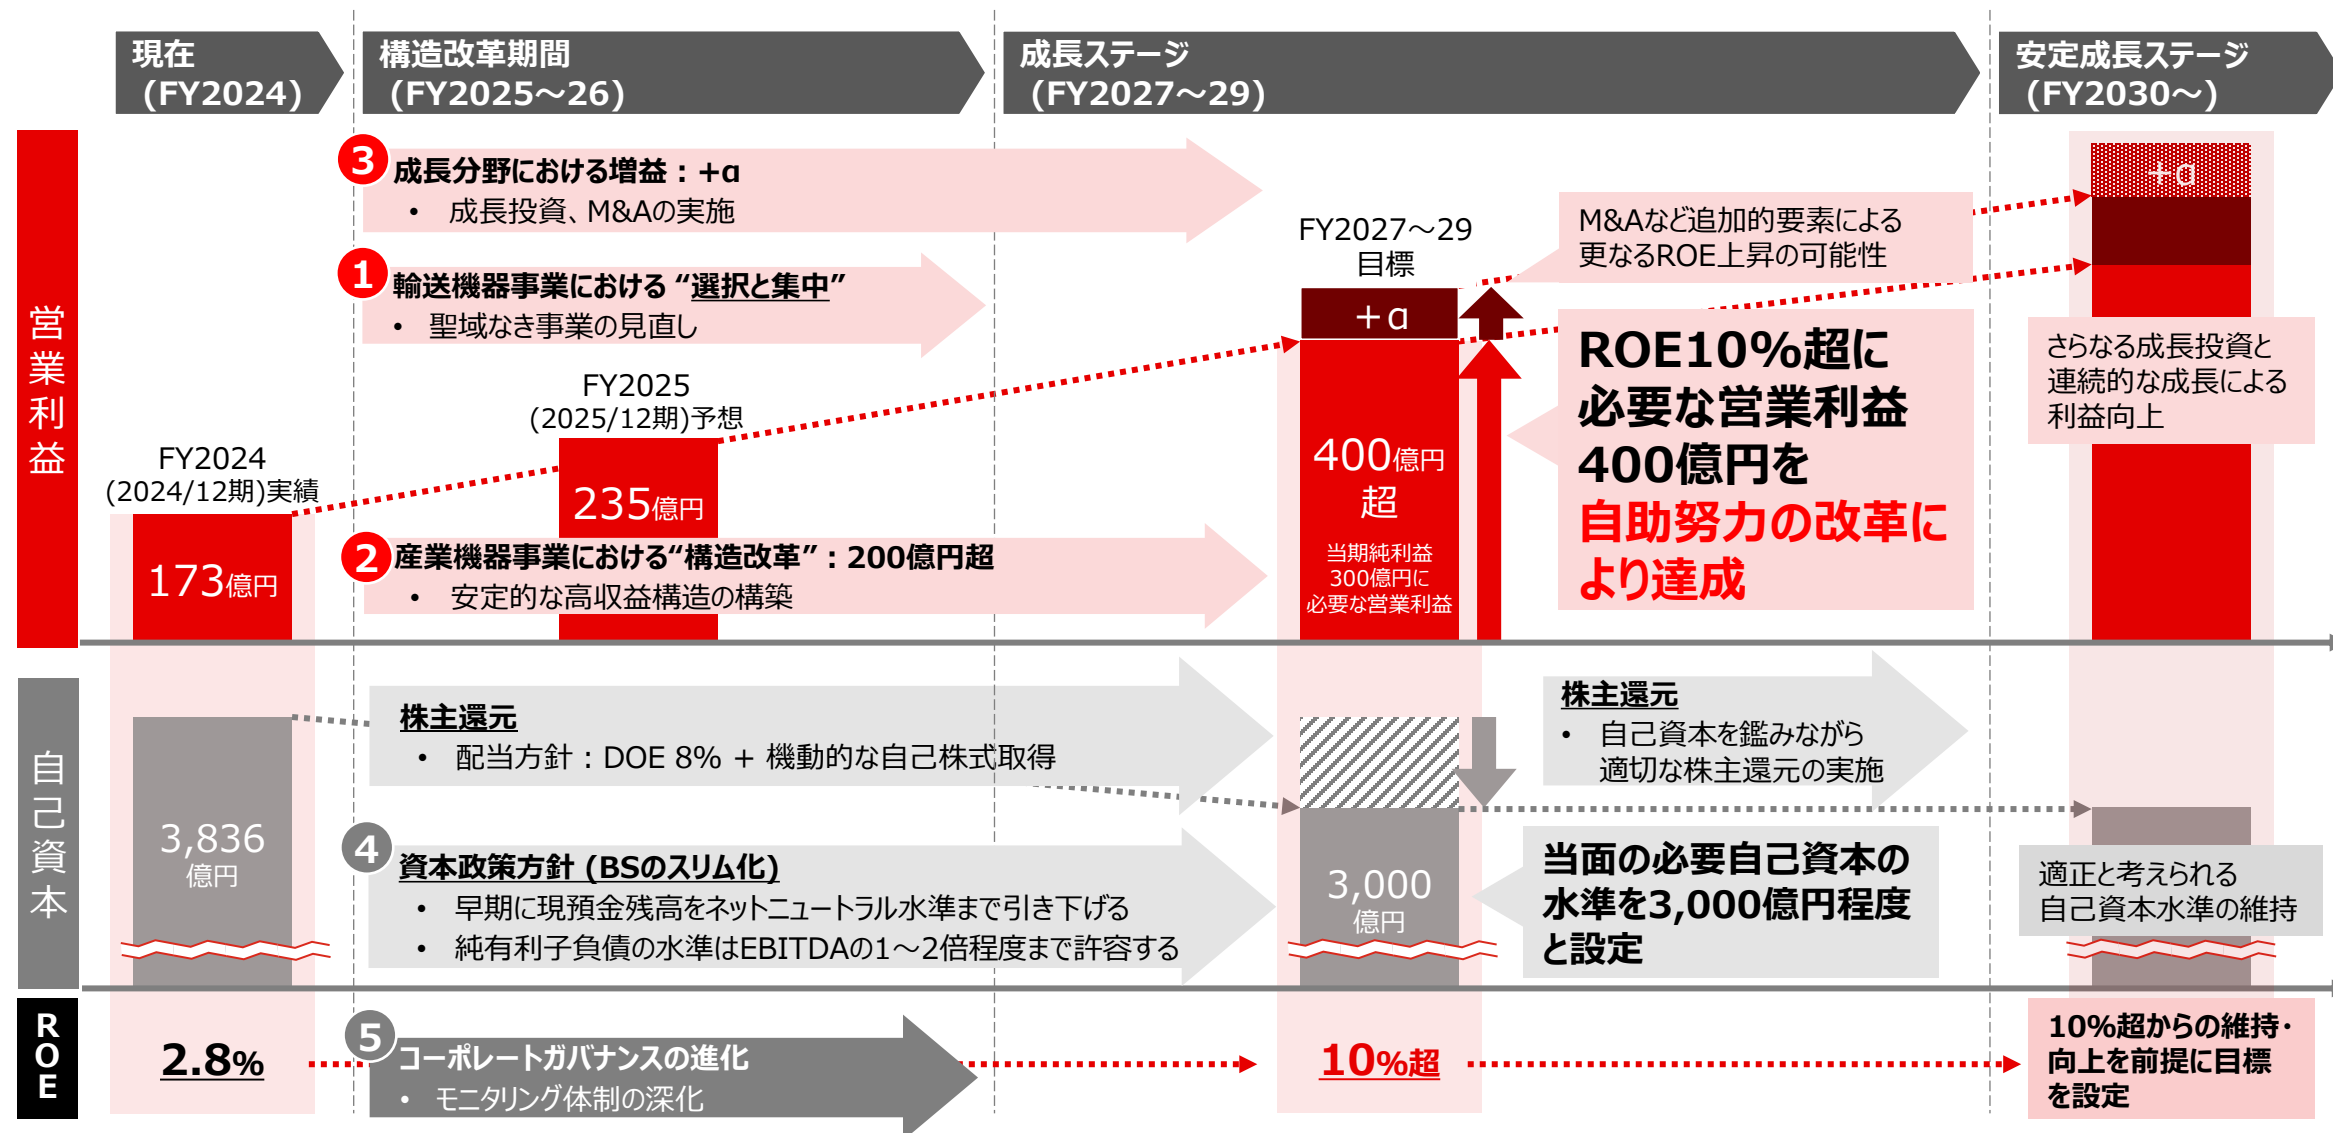 現在
(FY2024)
構造改革期間
(FY2025～26)
成長ステージ
(FY2027～29)
安定成長ステージ
(FY2030～)
営業利益
3
成長分野における増益：+α
• 成長投資、M&Aの実施
1
輸送機器事業における “選択と集中”
• 聖域なき事業の見直し
FY2024
(2024/12期)実績
173億円
FY2025
(2025/12期)予想
235億円
2
産業機器事業における“構造改革”：200億円超
• 安定的な高収益構造の構築
FY2027～29
目標
+α
400億円
超
当期純利益
300億円に
必要な営業利益
M&Aなど追加的要素による
更なるROE上昇の可能性
ROE10%超に
必要な営業利益
400億円を
自助努力の改革に
より達成
+α
さらなる成長投資と
連続的な成長による
利益向上
自己資本
3,836
億円
株主還元
• 配当方針：DOE 8% + 機動的な自己株式取得
4
資本政策方針 (BSのスリム化)
• 早期に現預金残高をネットニュートラル水準まで引き下げる
• 純有利子負債の水準はEBITDAの1～2倍程度まで許容する
3,000
億円
株主還元
• 自己資本を鑑みながら
適切な株主還元の実施
当面の必要自己資本の
水準を3,000億円程度
と設定
適正と考えられる
自己資本水準の維持
ROE
2.8%
5
コーポレートガバナンスの進化
• モニタリング体制の深化
10%超
10%超からの維持・
向上を前提に目標
を設定